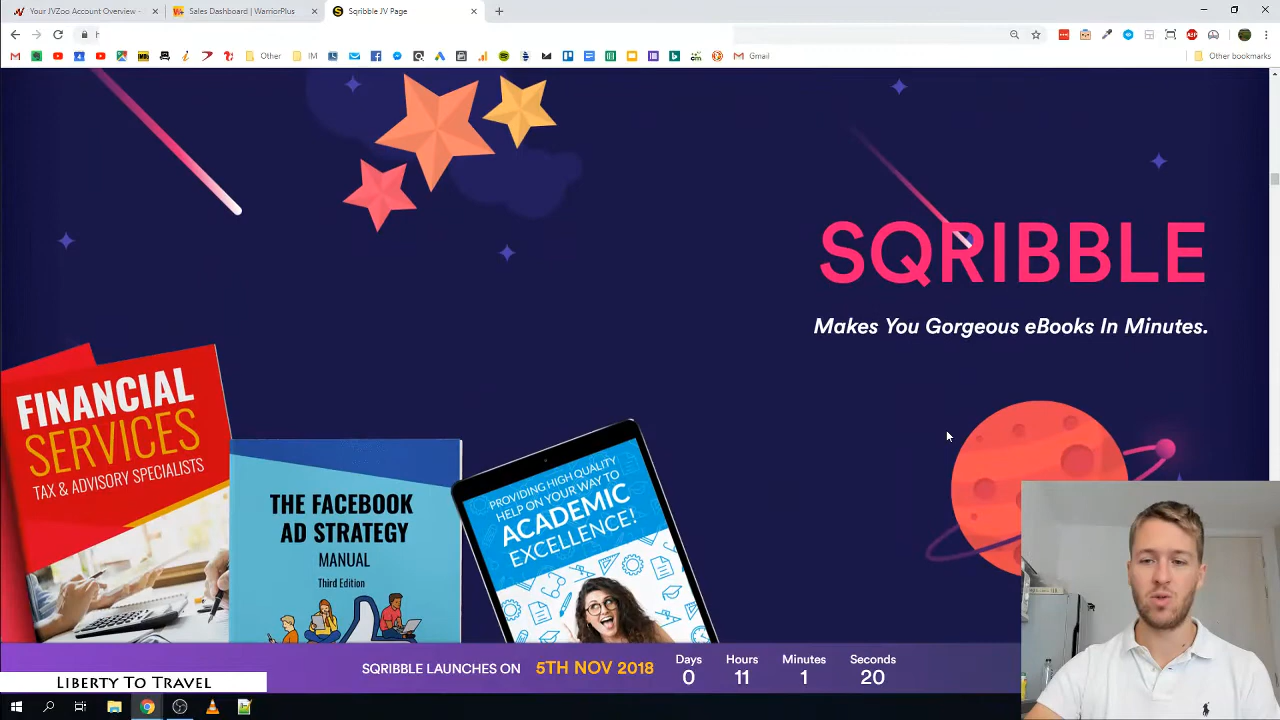 Your JVZoo Account Overview -
Sales Dashboard | WarriorPlus
Sqribble JV Page
Other
IM
Gmail
Other bookmarks
SQRIBBLE
Makes You Gorgeous eBooks In Minutes.
FINANCIAL
SERVICES
TAX & ADVISORY SPECIALISTS
THE FACEBOOK
AD STRATEGY
MANUAL
Third Edition
PROVIDING HIGH QUALITY
HELP ON YOUR WAY TO
ACADEMIC
EXCELLENCE!
SQRIBBLE LAUNCHES ON 5TH NOV 2018
Days Hours Minutes Seconds
0 11 1 20
LIBERTY TO TRAVEL